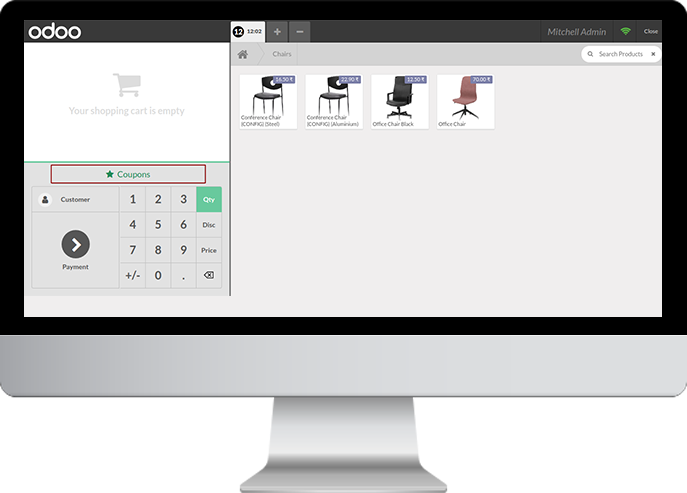 odoo
12 12:02
Mitchell Admin
Close
Chairs
Search Products
Your shopping cart is empty
16.50 €
22.90 €
12.50 €
70.00 €
Conference Chair
(CONFIG) (Steel)
Conference Chair
(CONFIG) (Aluminium)
Office Chair Black
Office Chair
Coupons
Customer
1 2 3 Qty
4 5 6 Disc
Payment
7 8 9 Price
+/- 0 .